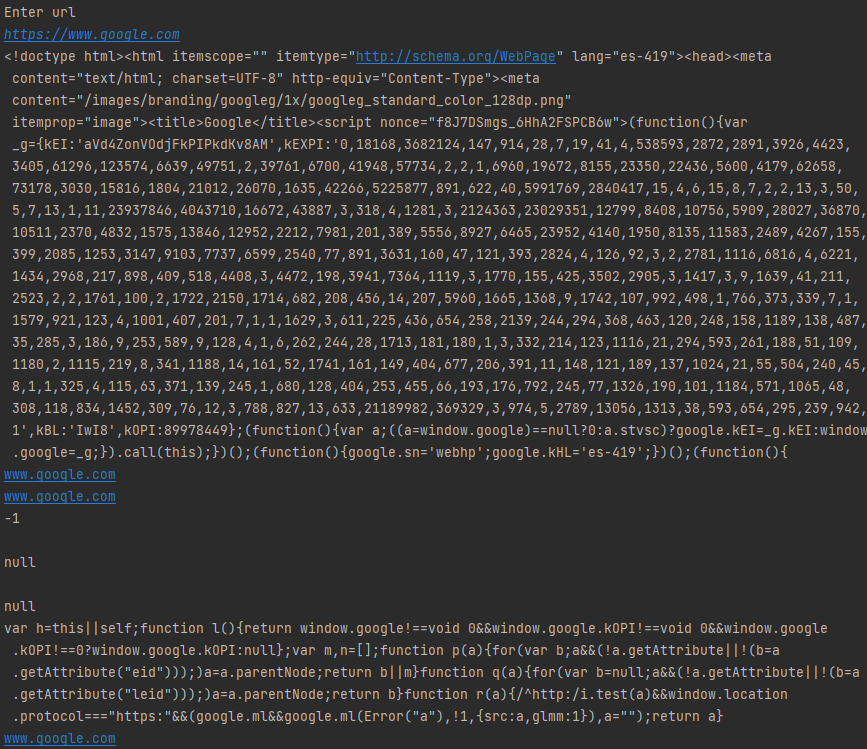 Enter url
https://www.google.com
<!doctype html><html itemscope="" itemtype="http://schema.org/WebPage" lang="es-419"><head><meta
content="text/html; charset=UTF-8" http-equiv="Content-Type"><meta
content="/images/branding/googleg/1x/googleg_standard_color_128dp.png"
itemprop="image"><title>Google</title><script nonce="f8J7DSmgs_6HhA2FSPCB6w">(function(){var
_g={kEI:'aVd4ZonVOdjFkPIPkdKv8AM',kEXPI:'0,18168,3682124,147,914,28,7,19,41,4,538593,2872,2891,3926,4423,
3405,61296,123574,6639,49751,2,39761,6700,41948,57734,2,2,1,6960,19672,8155,23350,22436,5600,4179,62658,
73178,3030,15816,1804,21012,26070,1635,42266,5225877,891,622,40,5991769,2840417,15,4,6,15,8,7,2,2,13,3,50,
5,7,13,1,11,23937846,4043710,16672,43887,3,318,4,1281,3,2124363,23029351,12799,8408,10756,5909,28027,36870,
10511,2370,4832,1575,13846,12952,2212,7981,201,389,5556,8927,6465,23952,4140,1950,8135,11583,2489,4267,155,
399,2085,1253,3147,9103,7737,6599,2540,77,891,3631,160,47,121,393,2824,4,126,92,3,2,2781,1116,6816,4,6221,
1434,2968,217,898,409,518,4408,3,4472,198,3941,7364,1119,3,1770,155,425,3502,2905,3,1417,3,9,1639,41,211,
2523,2,2,1761,100,2,1722,2150,1714,682,208,456,14,207,5960,1665,1368,9,1742,107,992,498,1,766,373,339,7,1,
1579,921,123,4,1001,407,201,7,1,1,1629,3,611,225,436,654,258,2139,244,294,368,463,120,248,158,1189,138,487,
35,285,3,186,9,253,589,9,128,4,1,6,262,244,28,1713,181,180,1,3,332,214,123,1116,21,294,593,261,188,51,109,
1180,2,1115,219,8,341,1188,14,161,52,1741,161,149,404,677,206,391,11,148,121,189,137,1024,21,55,504,240,45,
8,1,1,325,4,115,63,371,139,245,1,680,128,404,253,455,66,193,176,792,245,77,1326,190,101,1184,571,1065,48,
308,118,834,1452,309,76,12,3,788,827,13,633,21189982,369329,3,974,5,2789,13056,1313,38,593,654,295,239,942,
1',kBL:'IwI8',kOPI:89978449};(function(){var a;((a=window.google)==null?0:a.stvsc)?google.kEI=_g.kEI:window
.google=_g;}).call(this);})();(function(){google.sn='webhp';google.kHL='es-419';})();(function(){
www.google.com
www.google.com
-1
null
null
var h=this||self;function l(){return window.google!==void 0&&window.google.kOPI!==void 0&&window.google
.kOPI!==0?window.google.kOPI:null};var m,n=[];function p(a){for(var b;a&&(!a.getAttribute||!(b=a
.getAttribute("eid")));)a=a.parentNode;return b||m}function q(a){for(var b=null;a&&(!a.getAttribute||!(b=a
.getAttribute("leid")));)a=a.parentNode;return b}function r(a){/^http:/i.test(a)&&window.location
.protocol==="https:"&&(google.ml&&google.ml(Error("a"),!1,{src:a,glmm:1}),a="");return a}
www.google.com